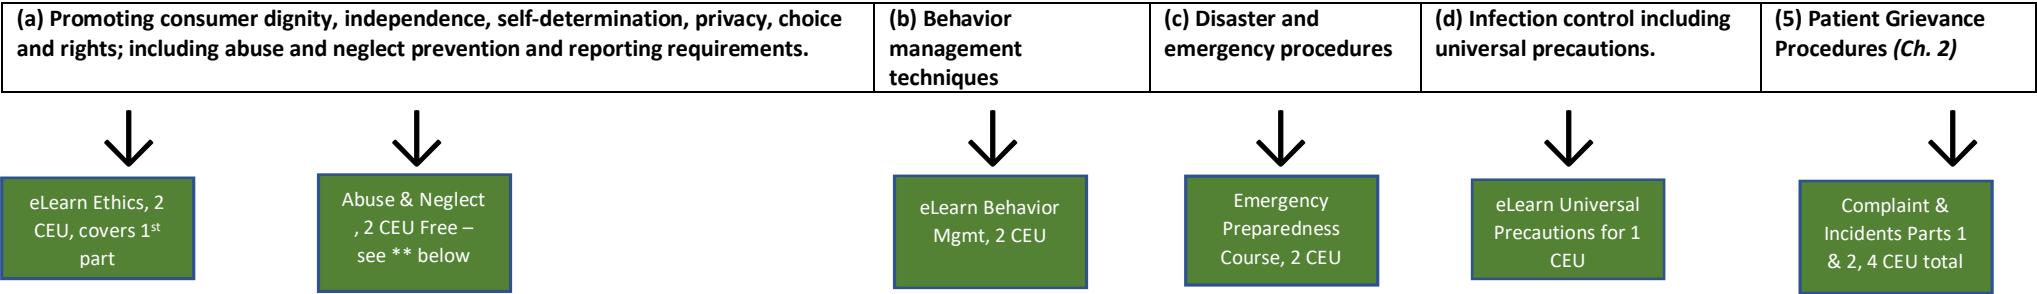 (a) Promoting consumer dignity, independence, self-determination, privacy, choice
and rights; including abuse and neglect prevention and reporting requirements.
(b) Behavior
management
techniques
(c) Disaster and
emergency procedures
(d) Infection control including
universal precautions.
(5) Patient Grievance
Procedures (Ch. 2)
eLearn Ethics, 2
CEU, covers 1st
part
Abuse & Neglect
, 2 CEU Free –
see ** below
eLearn Behavior
Mgmt, 2 CEU
Emergency
Preparedness
Course, 2 CEU
eLearn Universal
Precautions for 1
CEU
Complaint &
Incidents Parts 1
& 2, 4 CEU total